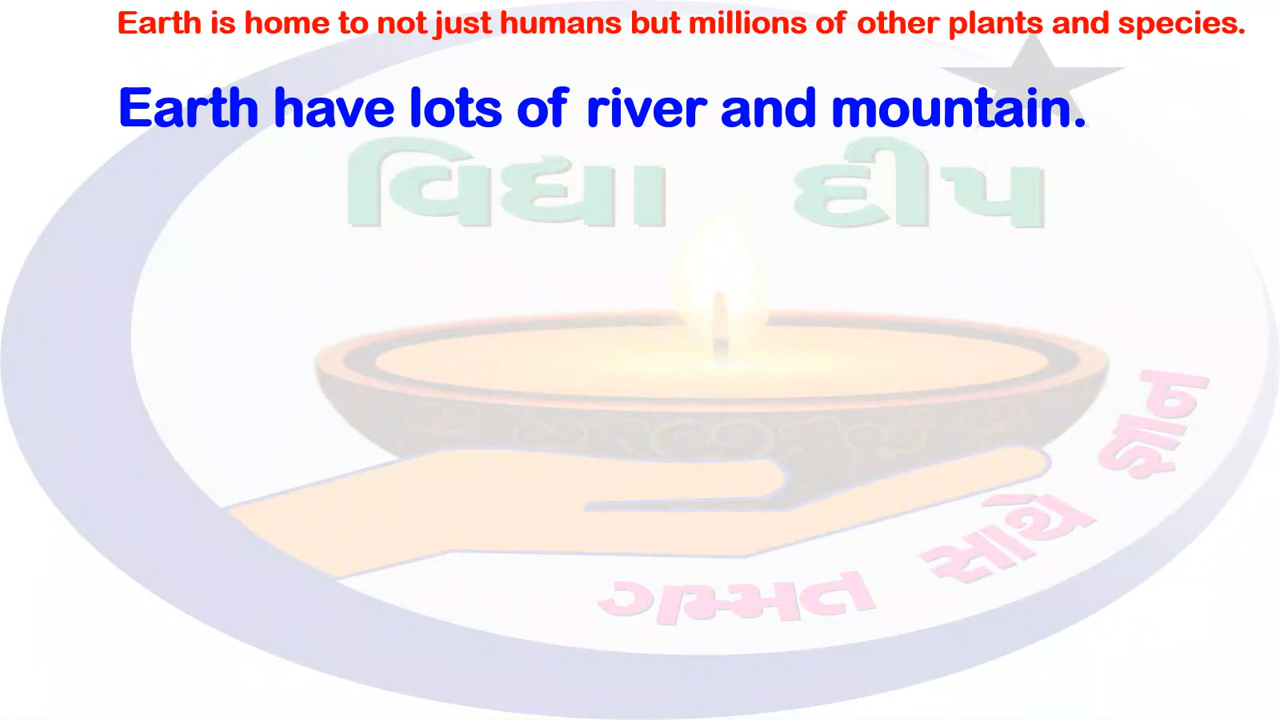 Earth is home to not just humans but millions of other plants and species.
Earth have lots of river and mountain.
વિદ્યા દીપ
ગમ્મત સાથે જ્ઞાન